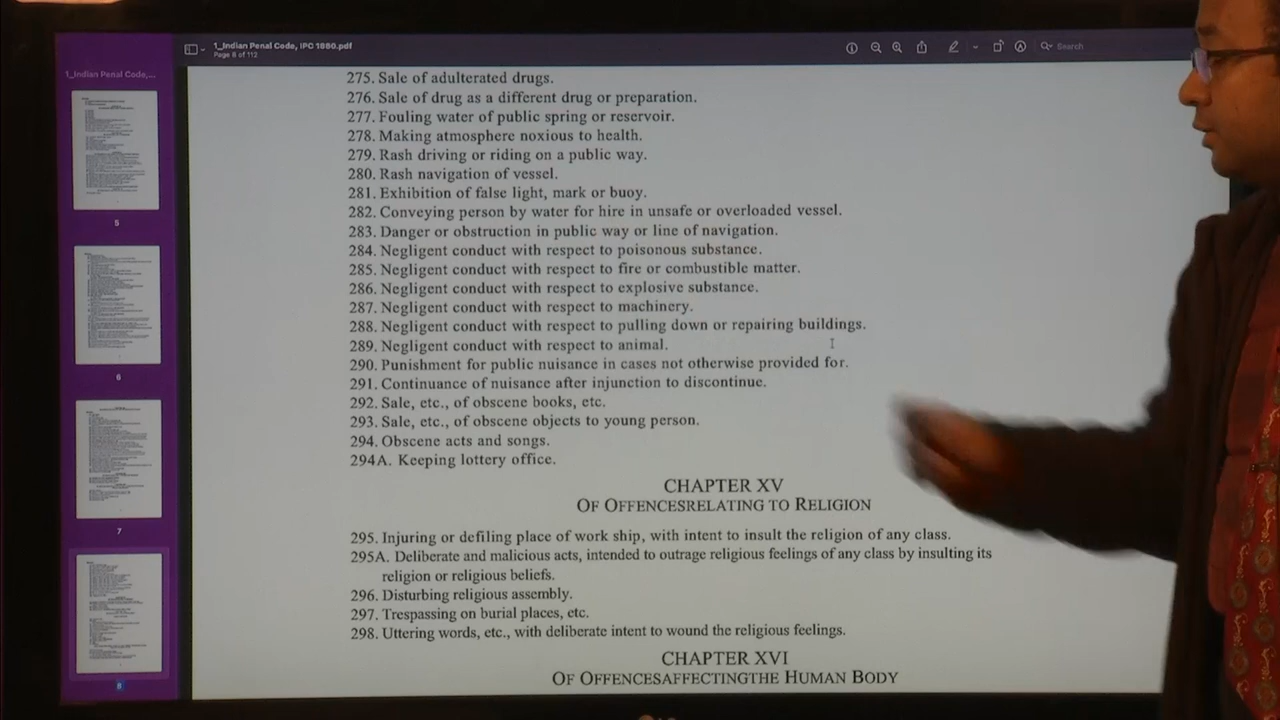 1_Indian Penal Code, IPC 1860.pdf
Page 8 of 112
Search
1_Indian Penal Code,...
5
6
7
8
275. Sale of adulterated drugs.
276. Sale of drug as a different drug or preparation.
277. Fouling water of public spring or reservoir.
278. Making atmosphere noxious to health.
279. Rash driving or riding on a public way.
280. Rash navigation of vessel.
281. Exhibition of false light, mark or buoy.
282. Conveying person by water for hire in unsafe or overloaded vessel.
283. Danger or obstruction in public way or line of navigation.
284. Negligent conduct with respect to poisonous substance.
285. Negligent conduct with respect to fire or combustible matter.
286. Negligent conduct with respect to explosive substance.
287. Negligent conduct with respect to machinery.
288. Negligent conduct with respect to pulling down or repairing buildings.
289. Negligent conduct with respect to animal.
290. Punishment for public nuisance in cases not otherwise provided for.
291. Continuance of nuisance after injunction to discontinue.
292. Sale, etc., of obscene books, etc.
293. Sale, etc., of obscene objects to young person.
294. Obscene acts and songs.
294A. Keeping lottery office.
CHAPTER XV
OF OFFENCESRELATING TO RELIGION
295. Injuring or defiling place of work ship, with intent to insult the religion of any class.
295A. Deliberate and malicious acts, intended to outrage religious feelings of any class by insulting its
religion or religious beliefs.
296. Disturbing religious assembly.
297. Trespassing on burial places, etc.
298. Uttering words, etc., with deliberate intent to wound the religious feelings.
CHAPTER XVI
OF OFFENCESAFFECTINGTHE HUMAN BODY